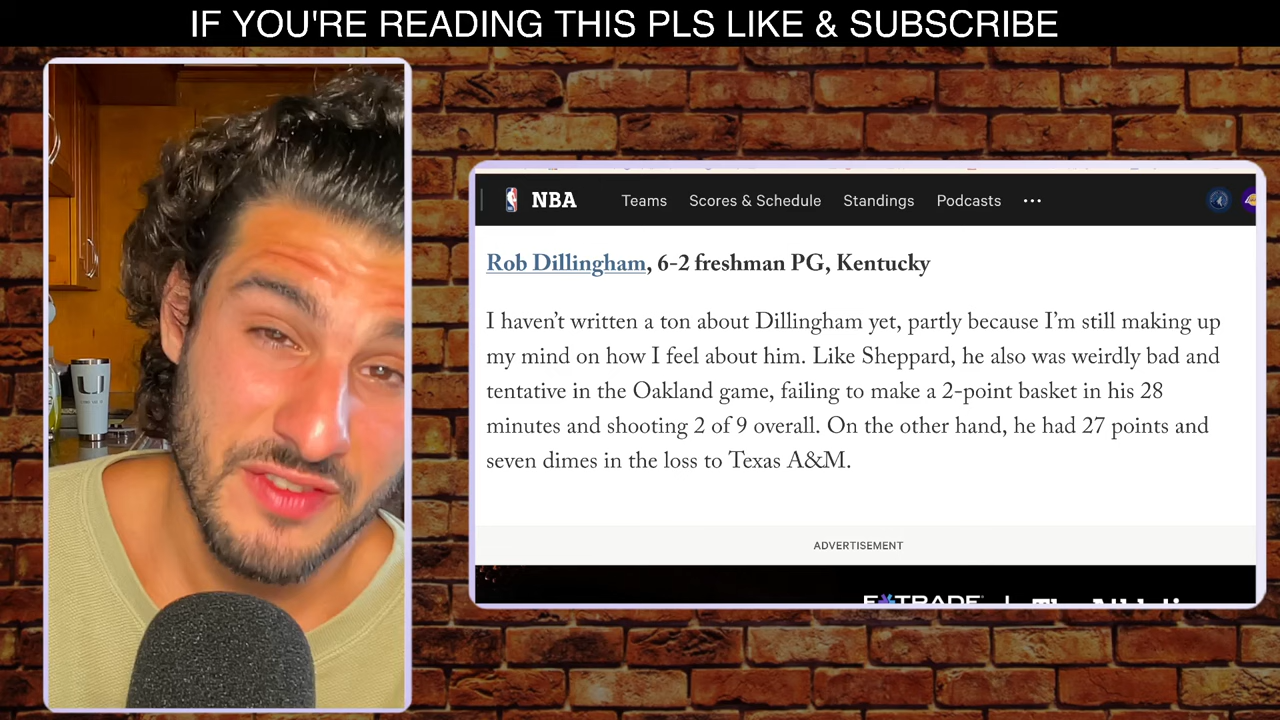 IF YOU'RE READING THIS PLS LIKE & SUBSCRIBE
NBA Teams Scores & Schedule Standings Podcasts ...
Rob Dillingham, 6-2 freshman PG, Kentucky
I haven’t written a ton about Dillingham yet, partly because I’m still making up
my mind on how I feel about him. Like Sheppard, he also was weirdly bad and
tentative in the Oakland game, failing to make a 2-point basket in his 28
minutes and shooting 2 of 9 overall. On the other hand, he had 27 points and
seven dimes in the loss to Texas A&M.
ADVERTISEMENT
U